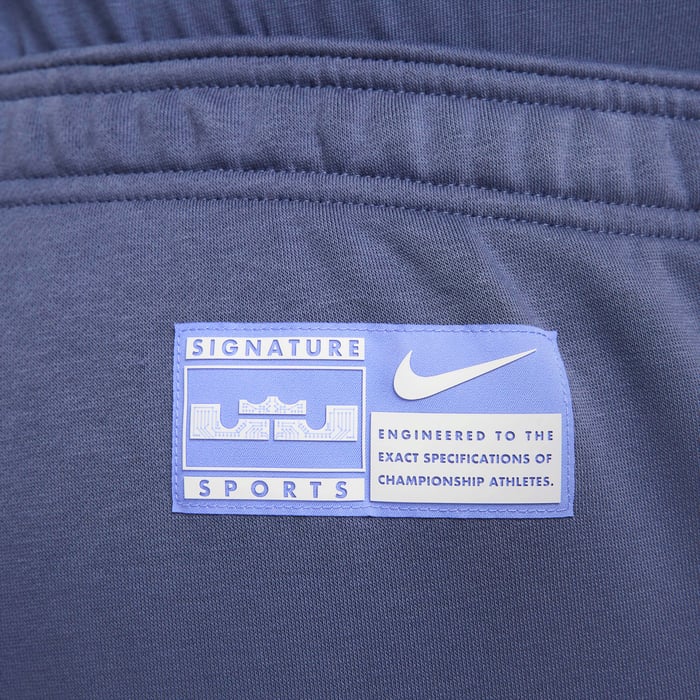 SIGNATURE
SPORTS
ENGINEERED TO THE
EXACT SPECIFICATIONS OF
CHAMPIONSHIP ATHLETES.